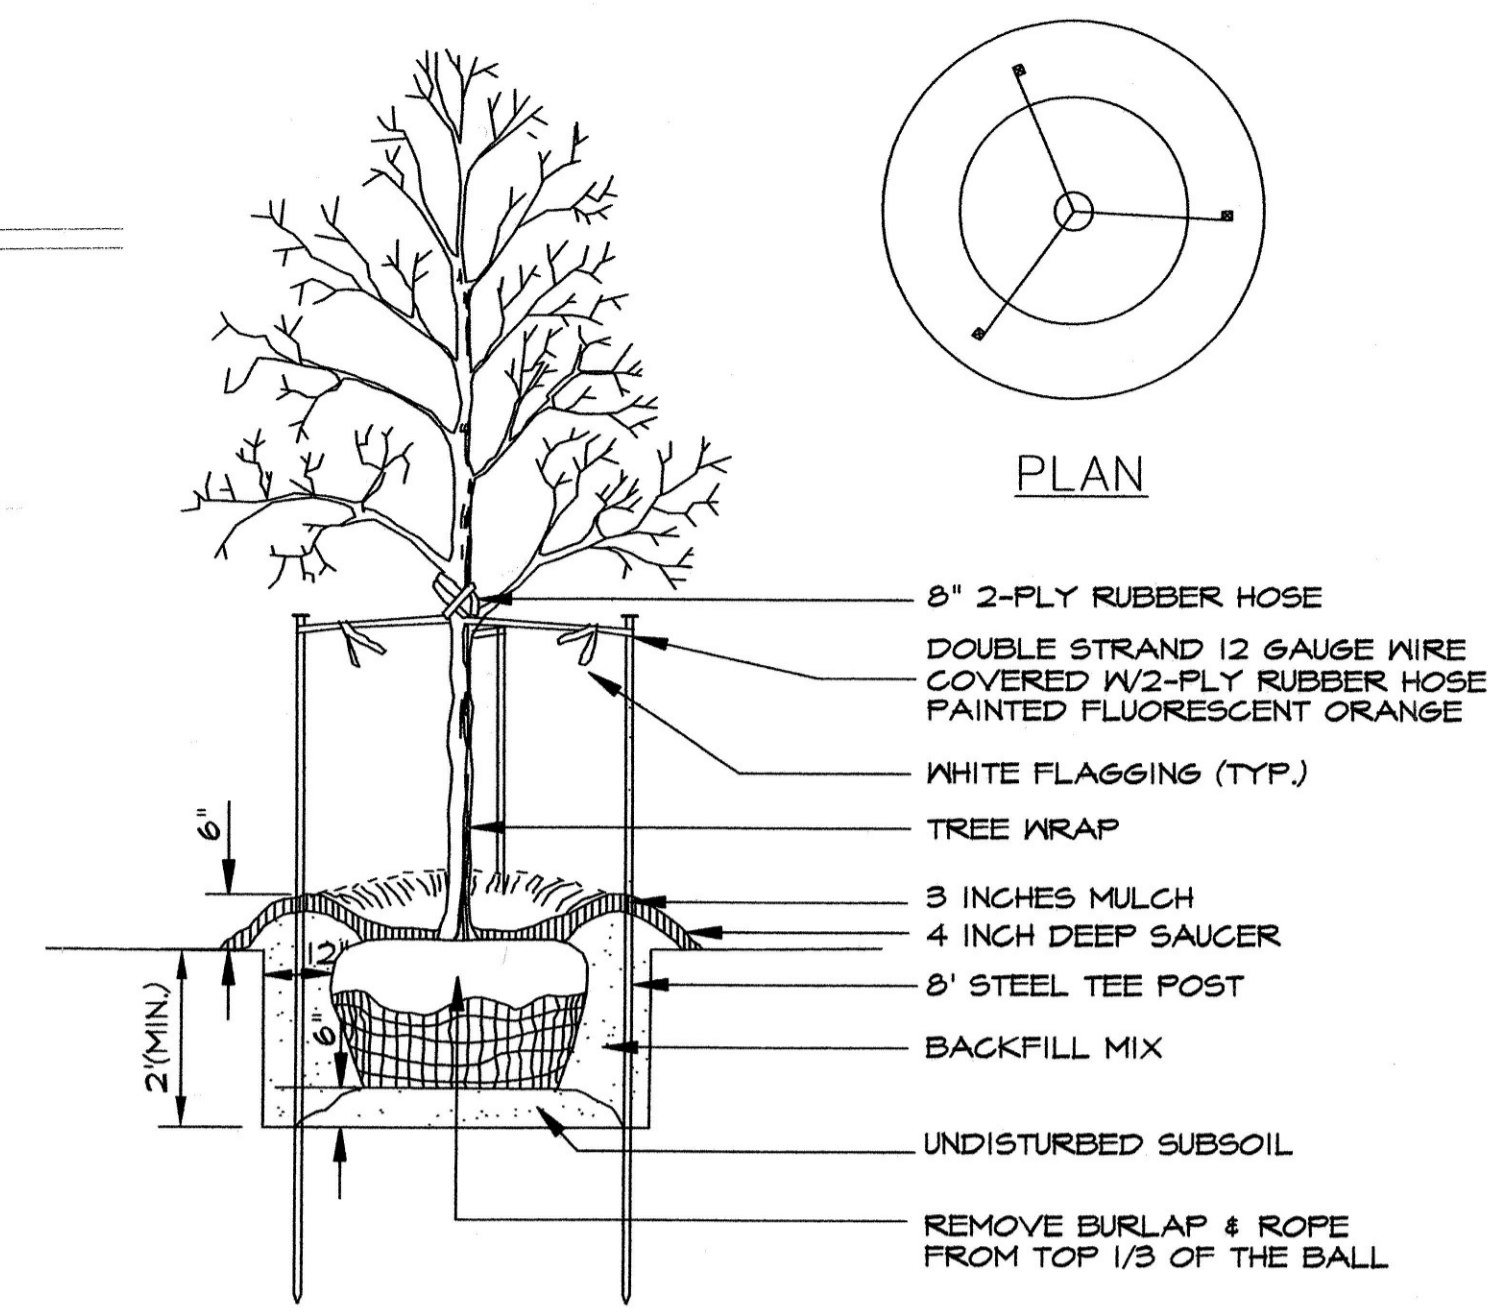 PLAN
8" 2-PLY RUBBER HOSE
DOUBLE STRAND 12 GAUGE WIRE
COVERED W/2-PLY RUBBER HOSE
PAINTED FLUORESCENT ORANGE
WHITE FLAGGING (TYP.)
TREE WRAP
6"
3 INCHES MULCH
4 INCH DEEP SAUCER
12"
8' STEEL TEE POST
2'(MIN.)
6"
BACKFILL MIX
UNDISTURBED SUBSOIL
REMOVE BURLAP & ROPE
FROM TOP 1/3 OF THE BALL